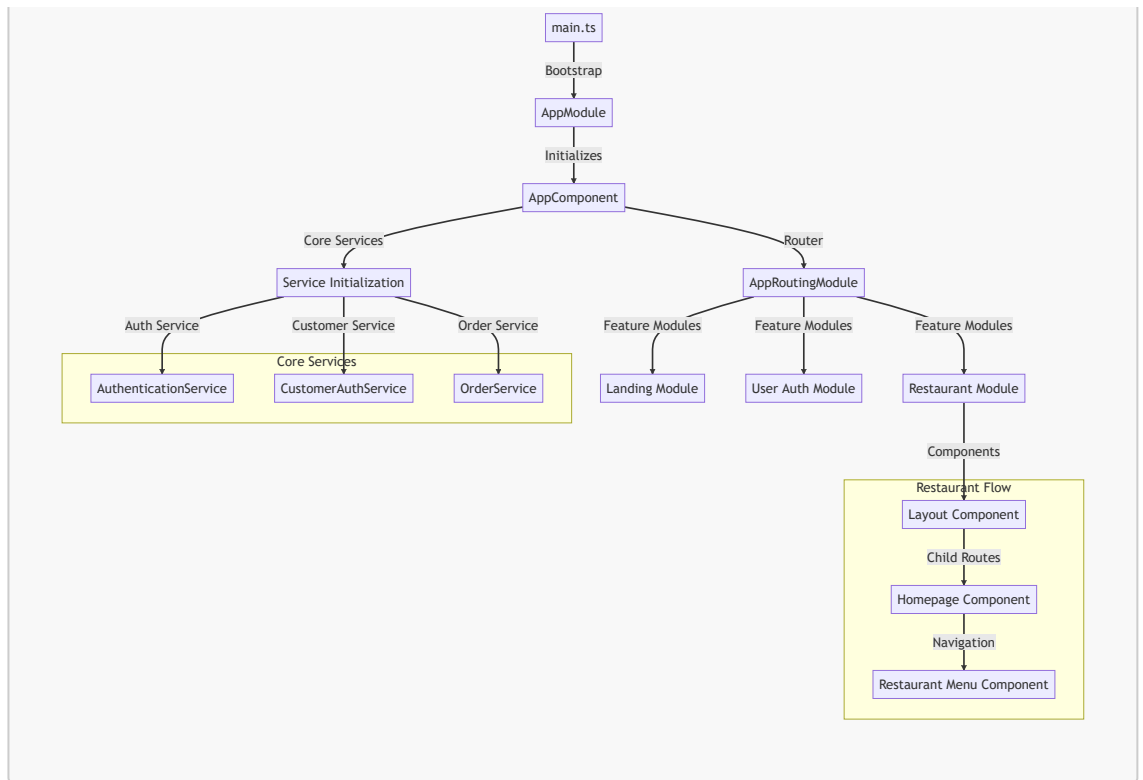 main.ts
Bootstrap
AppModule
Initializes
AppComponent
Core Services
Router
Service Initialization
AppRoutingModule
Auth Service
Customer Service
Order Service
Feature Modules
Feature Modules
Feature Modules
Core Services
AuthenticationService
CustomerAuthService
OrderService
Landing Module
User Auth Module
Restaurant Module
Components
Restaurant Flow
Layout Component
Child Routes
Homepage Component
Navigation
Restaurant Menu Component